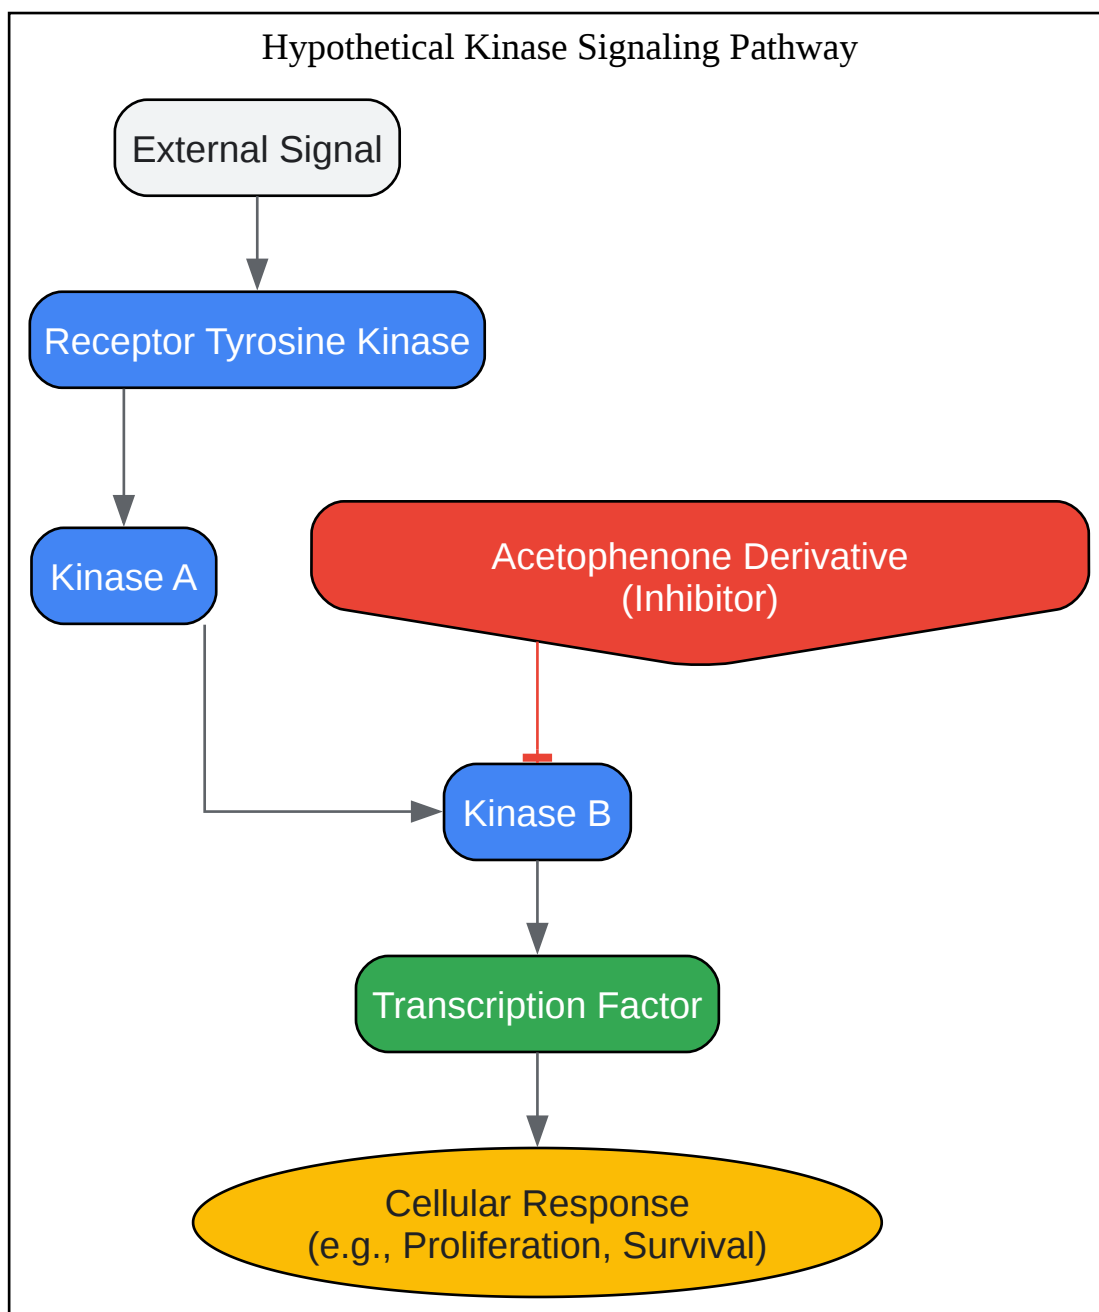 Hypothetical Kinase Signaling Pathway
External Signal
Receptor Tyrosine Kinase
Kinase A
Acetophenone Derivative
(Inhibitor)
Kinase B
Transcription Factor
Cellular Response
(e.g., Proliferation, Survival)